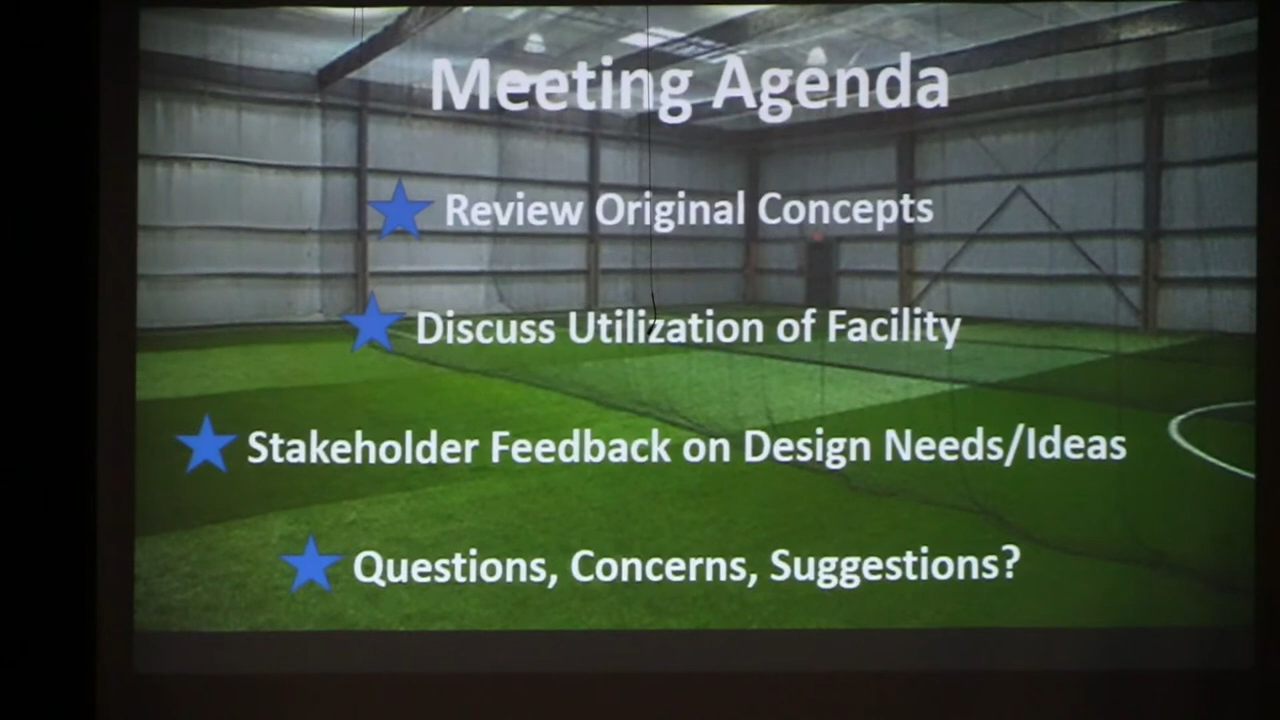 Meeting Agenda
Review Original Concepts
Discuss Utilization of Facility
Stakeholder Feedback on Design Needs/Ideas
Questions, Concerns, Suggestions?